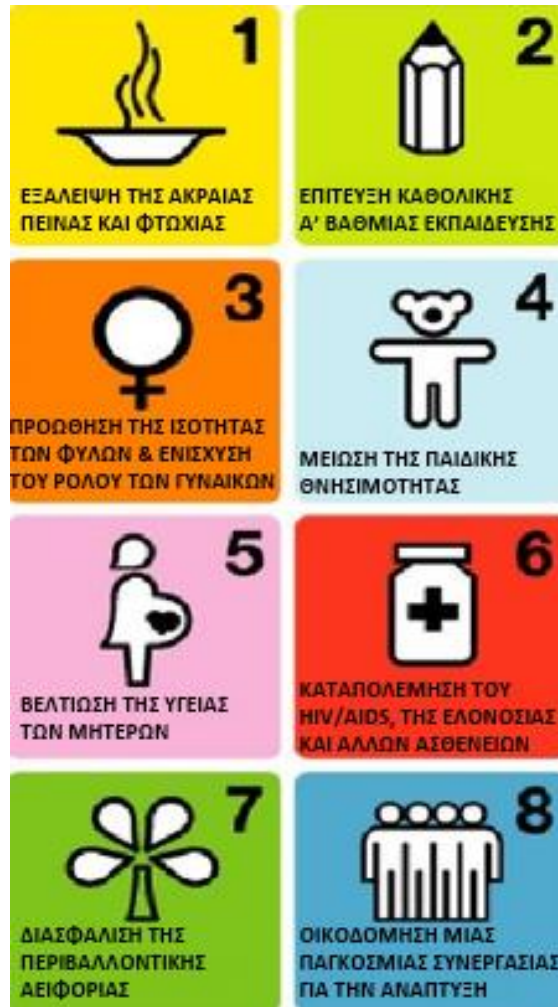 1
ΕΞΑΛΕΙΨΗ ΤΗΣ ΑΚΡΑΙΑΣ
ΠΕΙΝΑΣ ΚΑΙ ΦΤΩΧΙΑΣ
2
ΕΠΙΤΕΥΞΗ ΚΑΘΟΛΙΚΗΣ
Α' ΒΑΘΜΙΑΣ ΕΚΠΑΙΔΕΥΣΗΣ
3
ΠΡΟΩΘΗΣΗ ΤΗΣ ΙΣΟΤΗΤΑΣ
ΤΩΝ ΦΥΛΩΝ & ΕΝΙΣΧΥΣΗ
ΤΟΥ ΡΟΛΟΥ ΤΩΝ ΓΥΝΑΙΚΩΝ
4
ΜΕΙΩΣΗ ΤΗΣ ΠΑΙΔΙΚΗΣ
ΘΝΗΣΙΜΟΤΗΤΑΣ
5
ΒΕΛΤΙΩΣΗ ΤΗΣ ΥΓΕΙΑΣ
ΤΩΝ ΜΗΤΕΡΩΝ
6
ΚΑΤΑΠΟΛΕΜΗΣΗ ΤΟΥ
HIV/AIDS, ΤΗΣ ΕΛΟΝΟΣΙΑΣ
ΚΑΙ ΑΛΛΩΝ ΑΣΘΕΝΕΙΩΝ
7
ΔΙΑΣΦΑΛΙΣΗ ΤΗΣ
ΠΕΡΙΒΑΛΛΟΝΤΙΚΗΣ
ΑΕΙΦΟΡΙΑΣ
8
ΟΙΚΟΔΟΜΗΣΗ ΜΙΑΣ
ΠΑΓΚΟΣΜΙΑΣ ΣΥΝΕΡΓΑΣΙΑΣ
ΓΙΑ ΤΗΝ ΑΝΑΠΤΥΞΗ